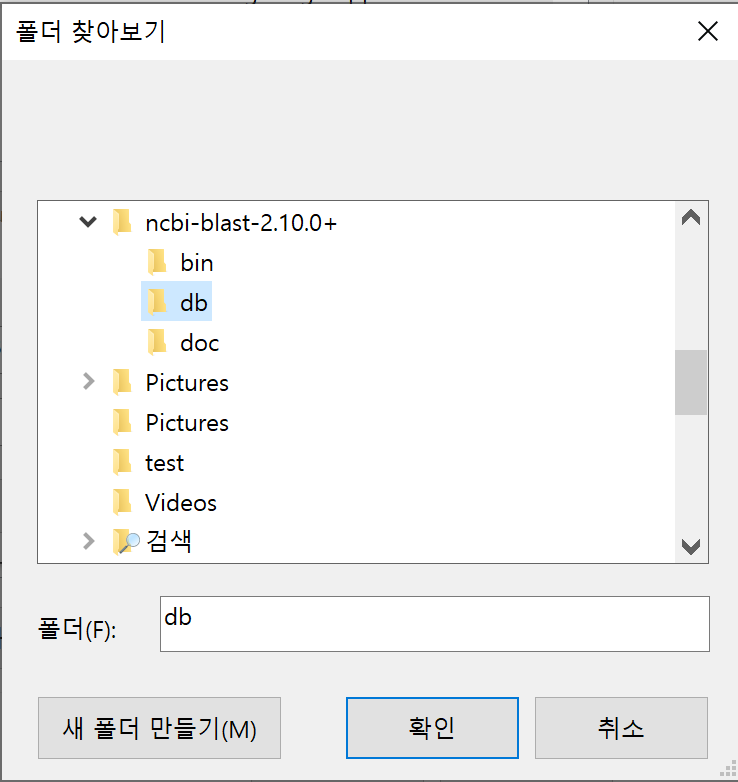 폴더 찾아보기
ncbi-blast-2.10.0+
bin
db
doc
Pictures
Pictures
test
Videos
검색
폴더(F):
db
새 폴더 만들기(M)
확인
취소